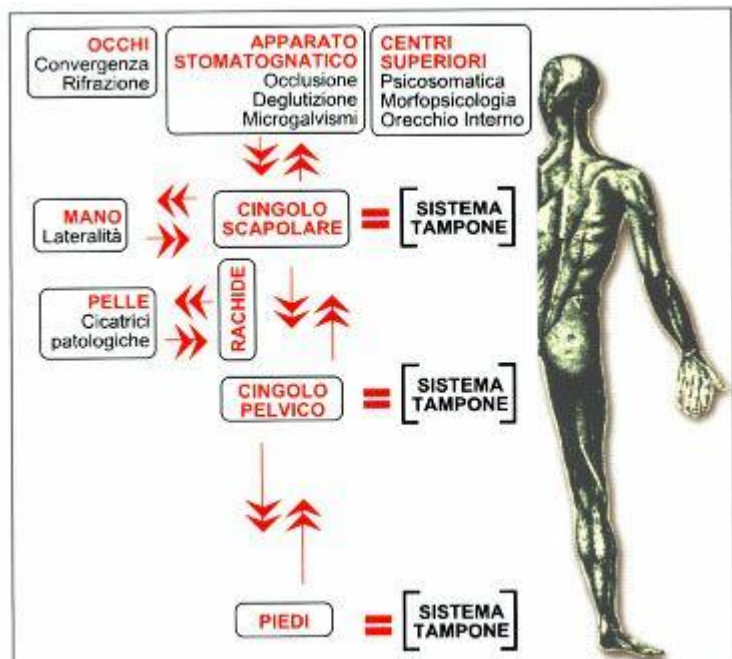 OCCHI
Convergenza
Rifrazione
APPARATO
STOMATOGNATICO
Occlusione
Deglutizione
Microgalvismi
CENTRI
SUPERIORI
Psicosomatica
Morfopsicologia
Orecchio Interno
MANO
Lateralità
CINGOLO
SCAPOLARE
=
SISTEMA
TAMPONE
PELLE
Cicatrici
patologiche
RACHIDE
CINGOLO
PELVICO
=
SISTEMA
TAMPONE
PIEDI
=
SISTEMA
TAMPONE